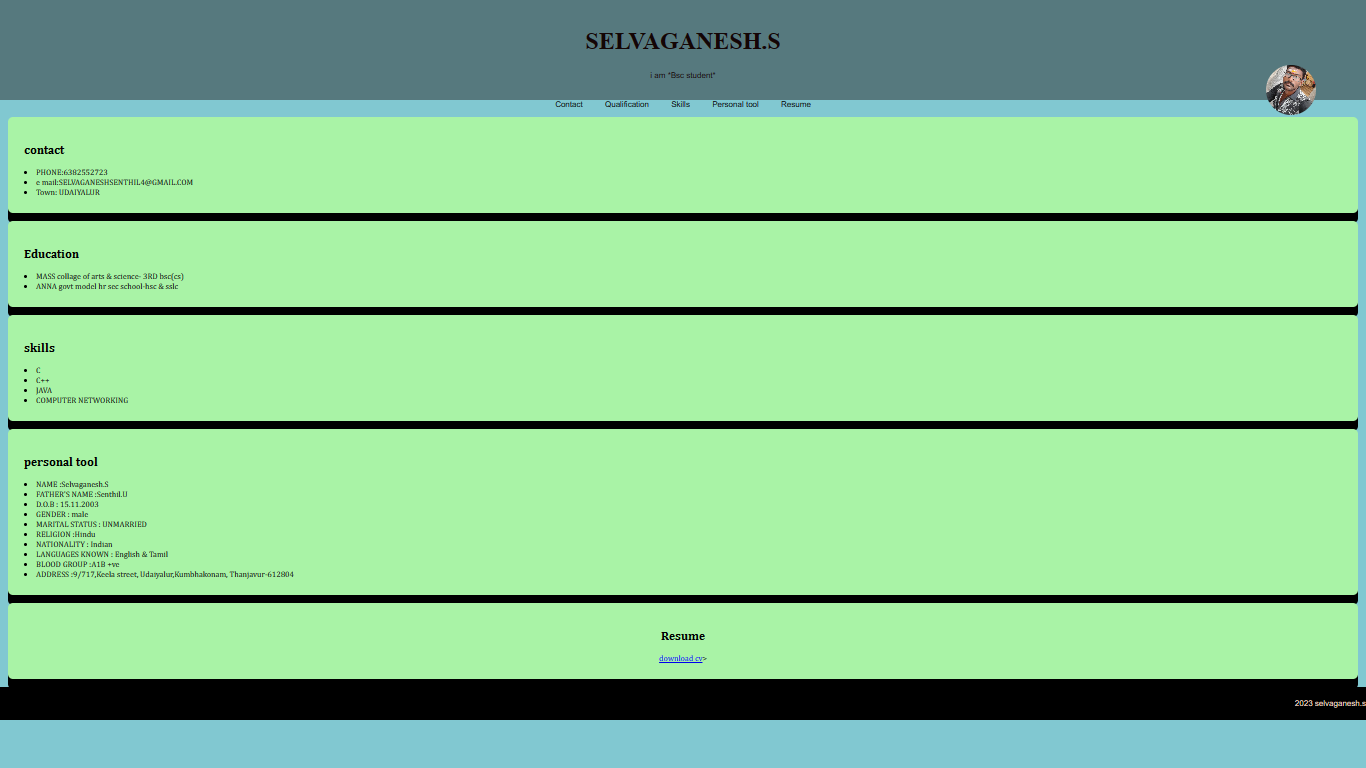 SELVAGANESH.S
i am *Bsc student*
Contact Qualification Skills Personal tool Resume
contact
PHONE:6382552723
e mail:SELVAGANESHSENTHIL4@GMAIL.COM
Town: UDAIYALUR
Education
MASS collage of arts & science- 3RD bsc(cs)
ANNA govt model hr sec school-hsc & sslc
skills
C
C++
JAVA
COMPUTER NETWORKING
personal tool
NAME :Selvaganesh.S
FATHER'S NAME :Senthil.U
D.O.B : 15.11.2003
GENDER : male
MARITAL STATUS : UNMARRIED
RELIGION :Hindu
NATIONALITY : Indian
LANGUAGES KNOWN : English & Tamil
BLOOD GROUP :A1B +ve
ADDRESS :9/717,Keela street, Udaiyalur,Kumbhakonam, Thanjavur-612804
Resume
download cv>
2023 selvaganesh.s